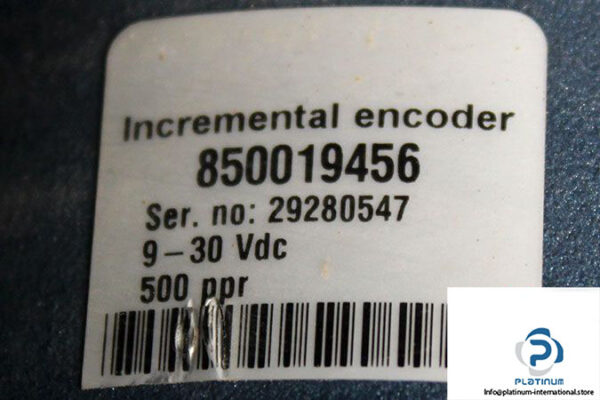 Incremental encoder
850019456
Ser. no: 29280547
9-30 Vdc
500 ppr
PLATINUM
Info@platinum-international.store